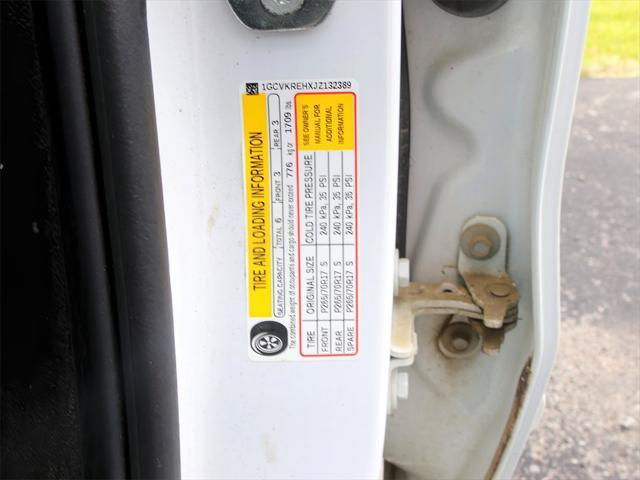 1GCVKREHXJZ132389
TIRE AND LOADING INFORMATION
SEATING CAPACITY TOTAL 6 FRONT 3 REAR 3
The combined weight of occupants and cargo should never exceed 776 kg or 1709 lbs.
TIRE ORIGINAL SIZE COLD TIRE PRESSURE SEE OWNER'S
FRONT P265/70R17 S 240 kPa, 35 PSI MANUAL FOR
REAR P265/70R17 S 240 kPa, 35 PSI ADDITIONAL
SPARE P265/70R17 S 240 kPa, 35 PSI INFORMATION